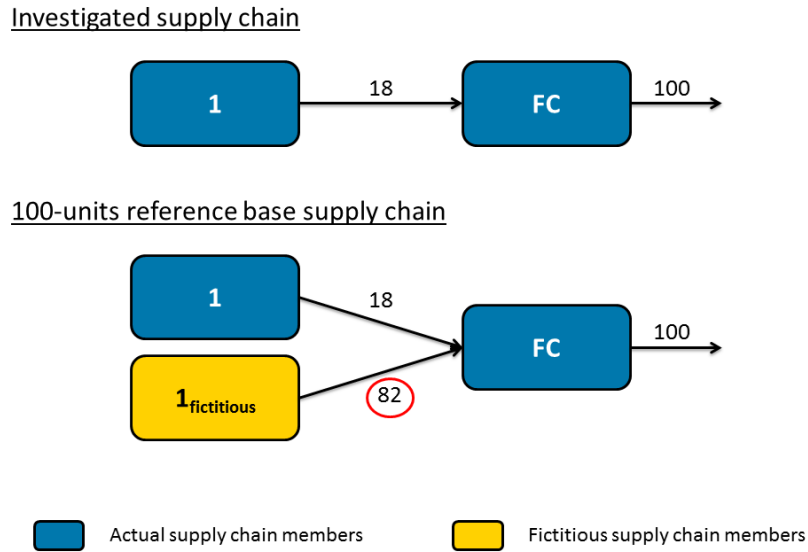 Investigated supply chain
1
18
FC
100
100-units reference base supply chain
1
18
FC
100
1fictitious
82
Actual supply chain members
Fictitious supply chain members